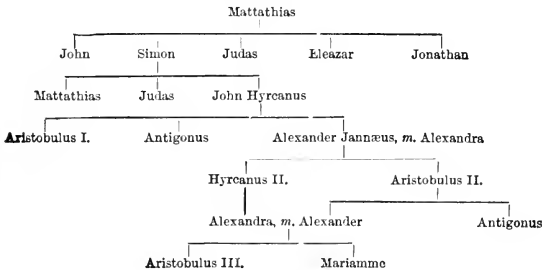 Mattathias
John Simon Judas Eleazar Jonathan
Mattathias Judas John Hyrcanus
Aristobulus I. Antigonus Alexander Jannæus, m. Alexandra
Hyrcanus II. Aristobulus II.
Alexandra, m. Alexander Antigonus
Aristobulus III. Mariamme